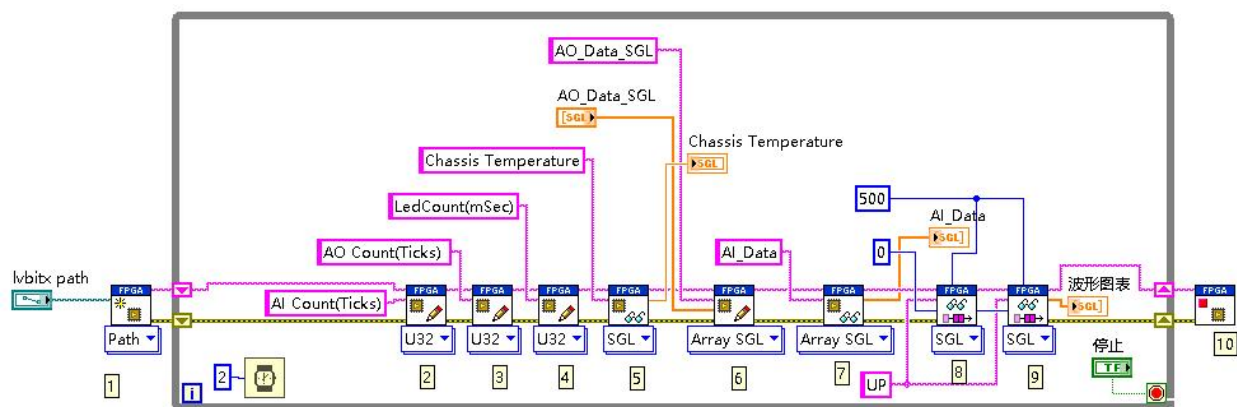 AO_Data_SGL
AO_Data_SGL
[SGL
Chassis Temperature
Chassis Temperature
SGL
LedCount(mSec)
500
AI_Data
SGL]
AO Count(Ticks)
AI_Data
0
lvbitx path
AI Count(Ticks)
波形图表
SGL]
FPGA
FPGA
FPGA
FPGA
FPGA
FPGA
FPGA
FPGA
FPGA
FPGA
Path
U32
U32
U32
SGL
Array SGL
Array SGL
SGL
SGL
停止
TF
10
1
2
i
2
3
4
5
6
7
UP
8
9